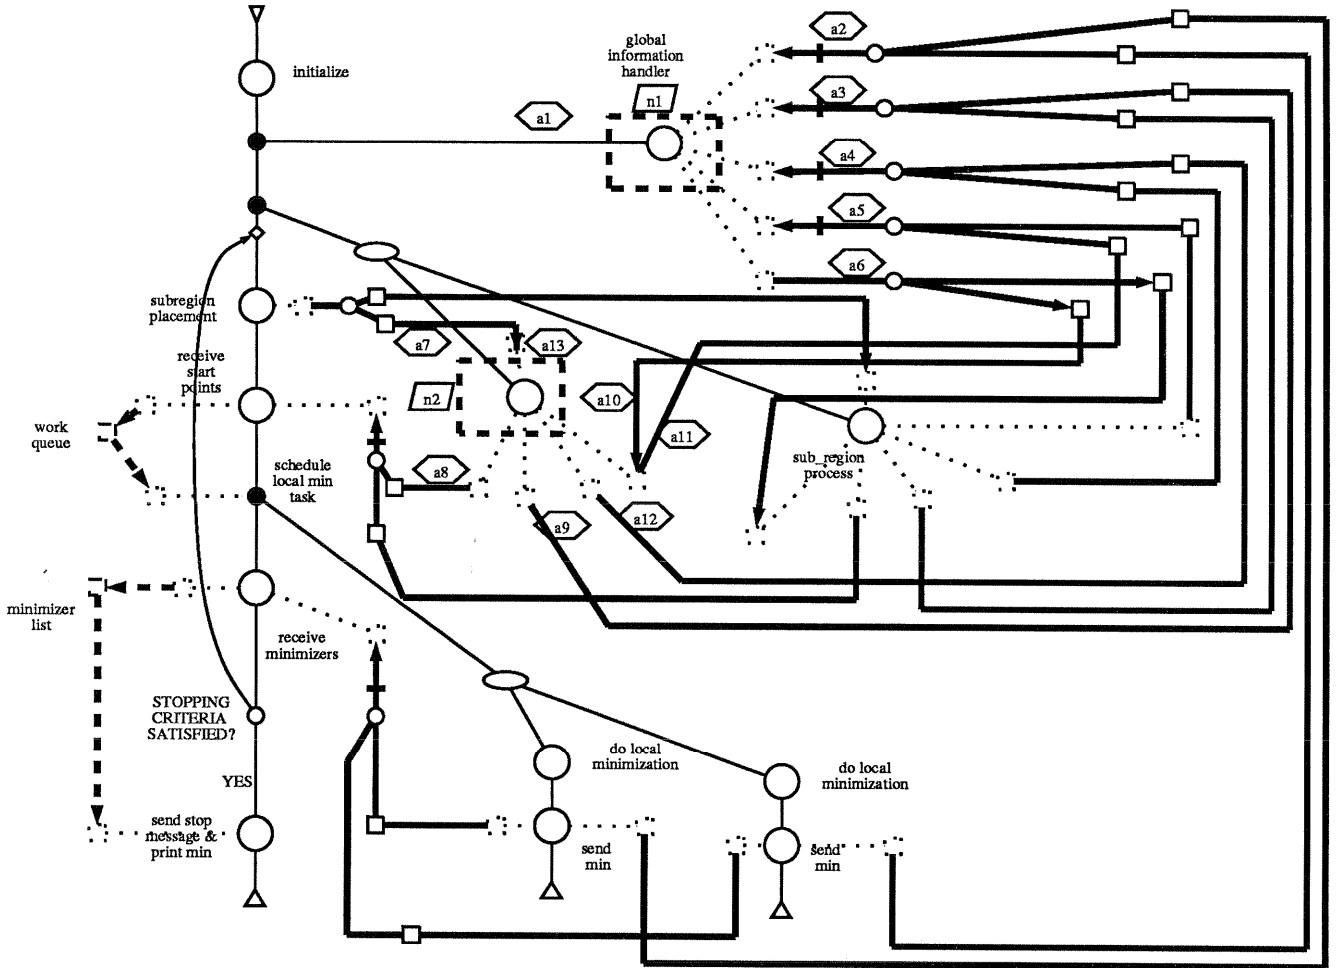 initialize
global
information
handler
n1
a1
a2
a3
a4
a5
a6
subregion
placement
a7
a13
receive
start
points
n2
a10
a11
work
queue
schedule
local min
task
a8
a9
a12
sub_region
process
minimizer
list
receive
minimizers
STOPPING
CRITERIA
SATISFIED?
YES
do local
minimization
do local
minimization
send stop
message &
print min
send
min
send
min